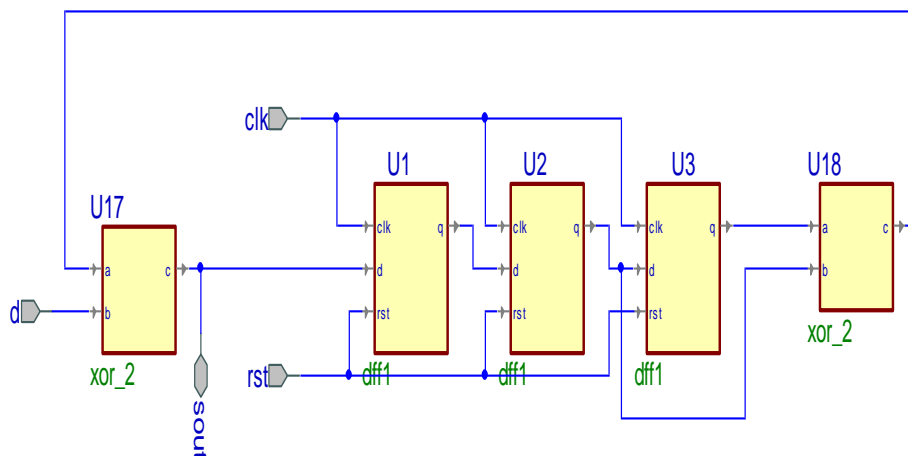 clk
U1
U2
U3
U18
U17
clk
q
clk
q
clk
q
a
c
a
c
d
d
d
b
d
b
rst
rst
rst
xor_2
xor_2
rst
dff1
dff1
dff1
sout